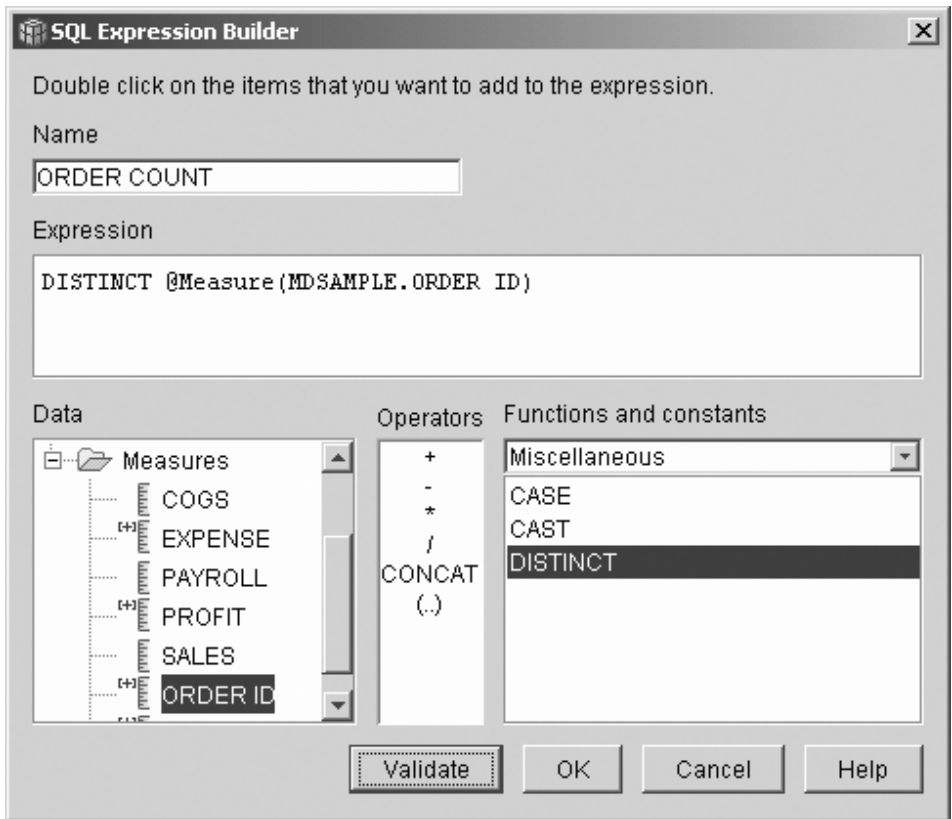 SQL Expression Builder
Double click on the items that you want to add to the expression.
Name
ORDER COUNT
Expression
DISTINCT @Measure(MDSAMPLE.ORDER ID)
Data
Measures
COGS
EXPENSE
PAYROLL
PROFIT
SALES
ORDER ID
Operators
+
-
*
/
CONCAT
(..)
Functions and constants
Miscellaneous
CASE
CAST
DISTINCT
Validate
OK
Cancel
Help